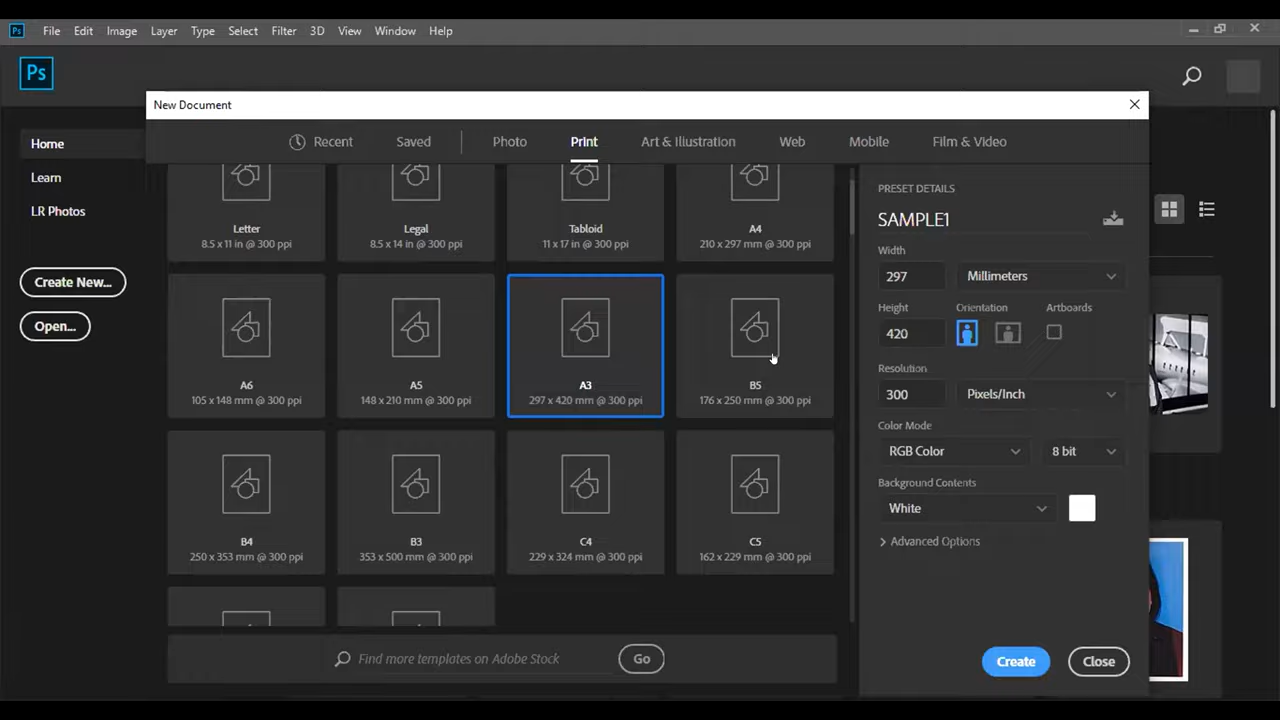 Ps File Edit Image Layer Type Select Filter 3D View Window Help
Ps
New Document
Home
Learn
LR Photos
Create New...
Open...
Recent Saved Photo Print Art & Illustration Web Mobile Film & Video
Letter Legal Tabloid A4
8.5 x 11 in @ 300 ppi 8.5 x 14 in @ 300 ppi 11 x 17 in @ 300 ppi 210 x 297 mm @ 300 ppi
A6 A5 A3 B5
105 x 148 mm @ 300 ppi 148 x 210 mm @ 300 ppi 297 x 420 mm @ 300 ppi 176 x 250 mm @ 300 ppi
B4 B3 C4 C5
250 x 353 mm @ 300 ppi 353 x 500 mm @ 300 ppi 229 x 324 mm @ 300 ppi 162 x 229 mm @ 300 ppi
Find more templates on Adobe Stock Go
PRESET DETAILS
SAMPLE1
Width
297 Millimeters
Height Orientation Artboards
420
Resolution
300 Pixels/Inch
Color Mode
RGB Color 8 bit
Background Contents
White
Advanced Options
Create Close